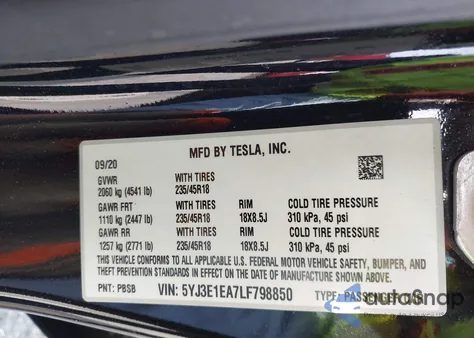 MFD BY TESLA, INC.
09/20
GVWR WITH TIRES
2060 kg (4541 lb) 235/45R18
GAWR FRT WITH TIRES RIM COLD TIRE PRESSURE
1110 kg (2447 lb) 235/45R18 18X8.5J 310 kPa, 45 psi
GAWR RR WITH TIRES RIM COLD TIRE PRESSURE
1257 kg (2771 lb) 235/45R18 18X8.5J 310 kPa, 45 psi
THIS VEHICLE CONFORMS TO ALL APPLICABLE U.S. FEDERAL MOTOR VEHICLE SAFETY, BUMPER, AND
THEFT PREVENTION STANDARDS IN EFFECT ON THE DATE OF MANUFACTURE SHOWN ABOVE.
PNT: PBSB VIN: 5YJ3E1EA7LF798850 TYPE: PASSENGER CAR
autosnap